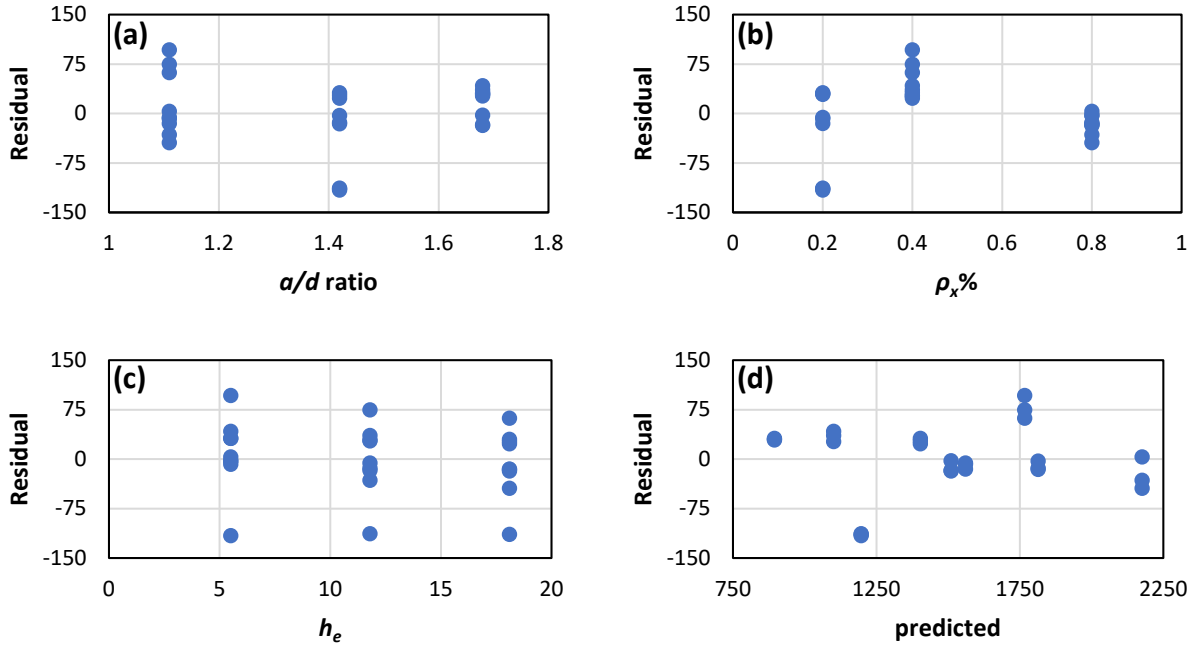 (a)
150
75
0
-75
-150
Residual
1 1.2 1.4 1.6 1.8
a/d ratio
(b)
150
75
0
-75
-150
Residual
0 0.2 0.4 0.6 0.8 1
ρx%
(c)
150
75
0
-75
-150
Residual
0 5 10 15 20
he
(d)
150
75
0
-75
-150
Residual
750 1250 1750 2250
predicted